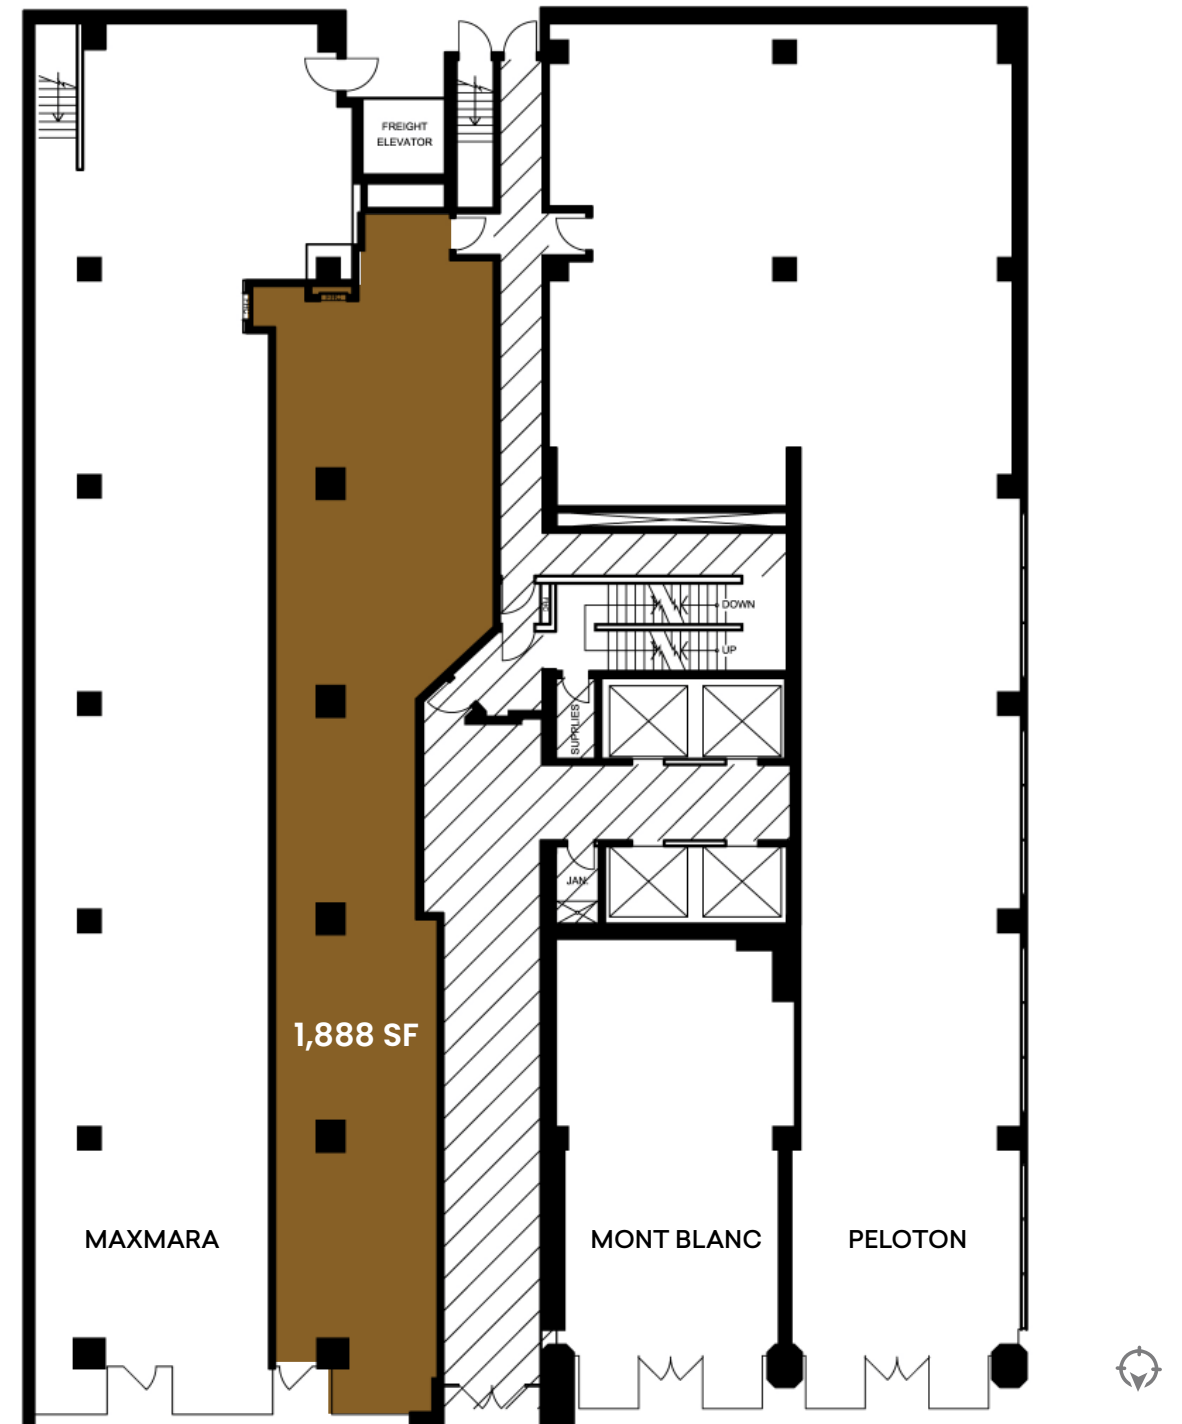 FREIGHT
ELEVATOR
DOWN
UP
SUPPLIES
JAN.
1,888 SF
MAXMARA
MONT BLANC
PELOTON